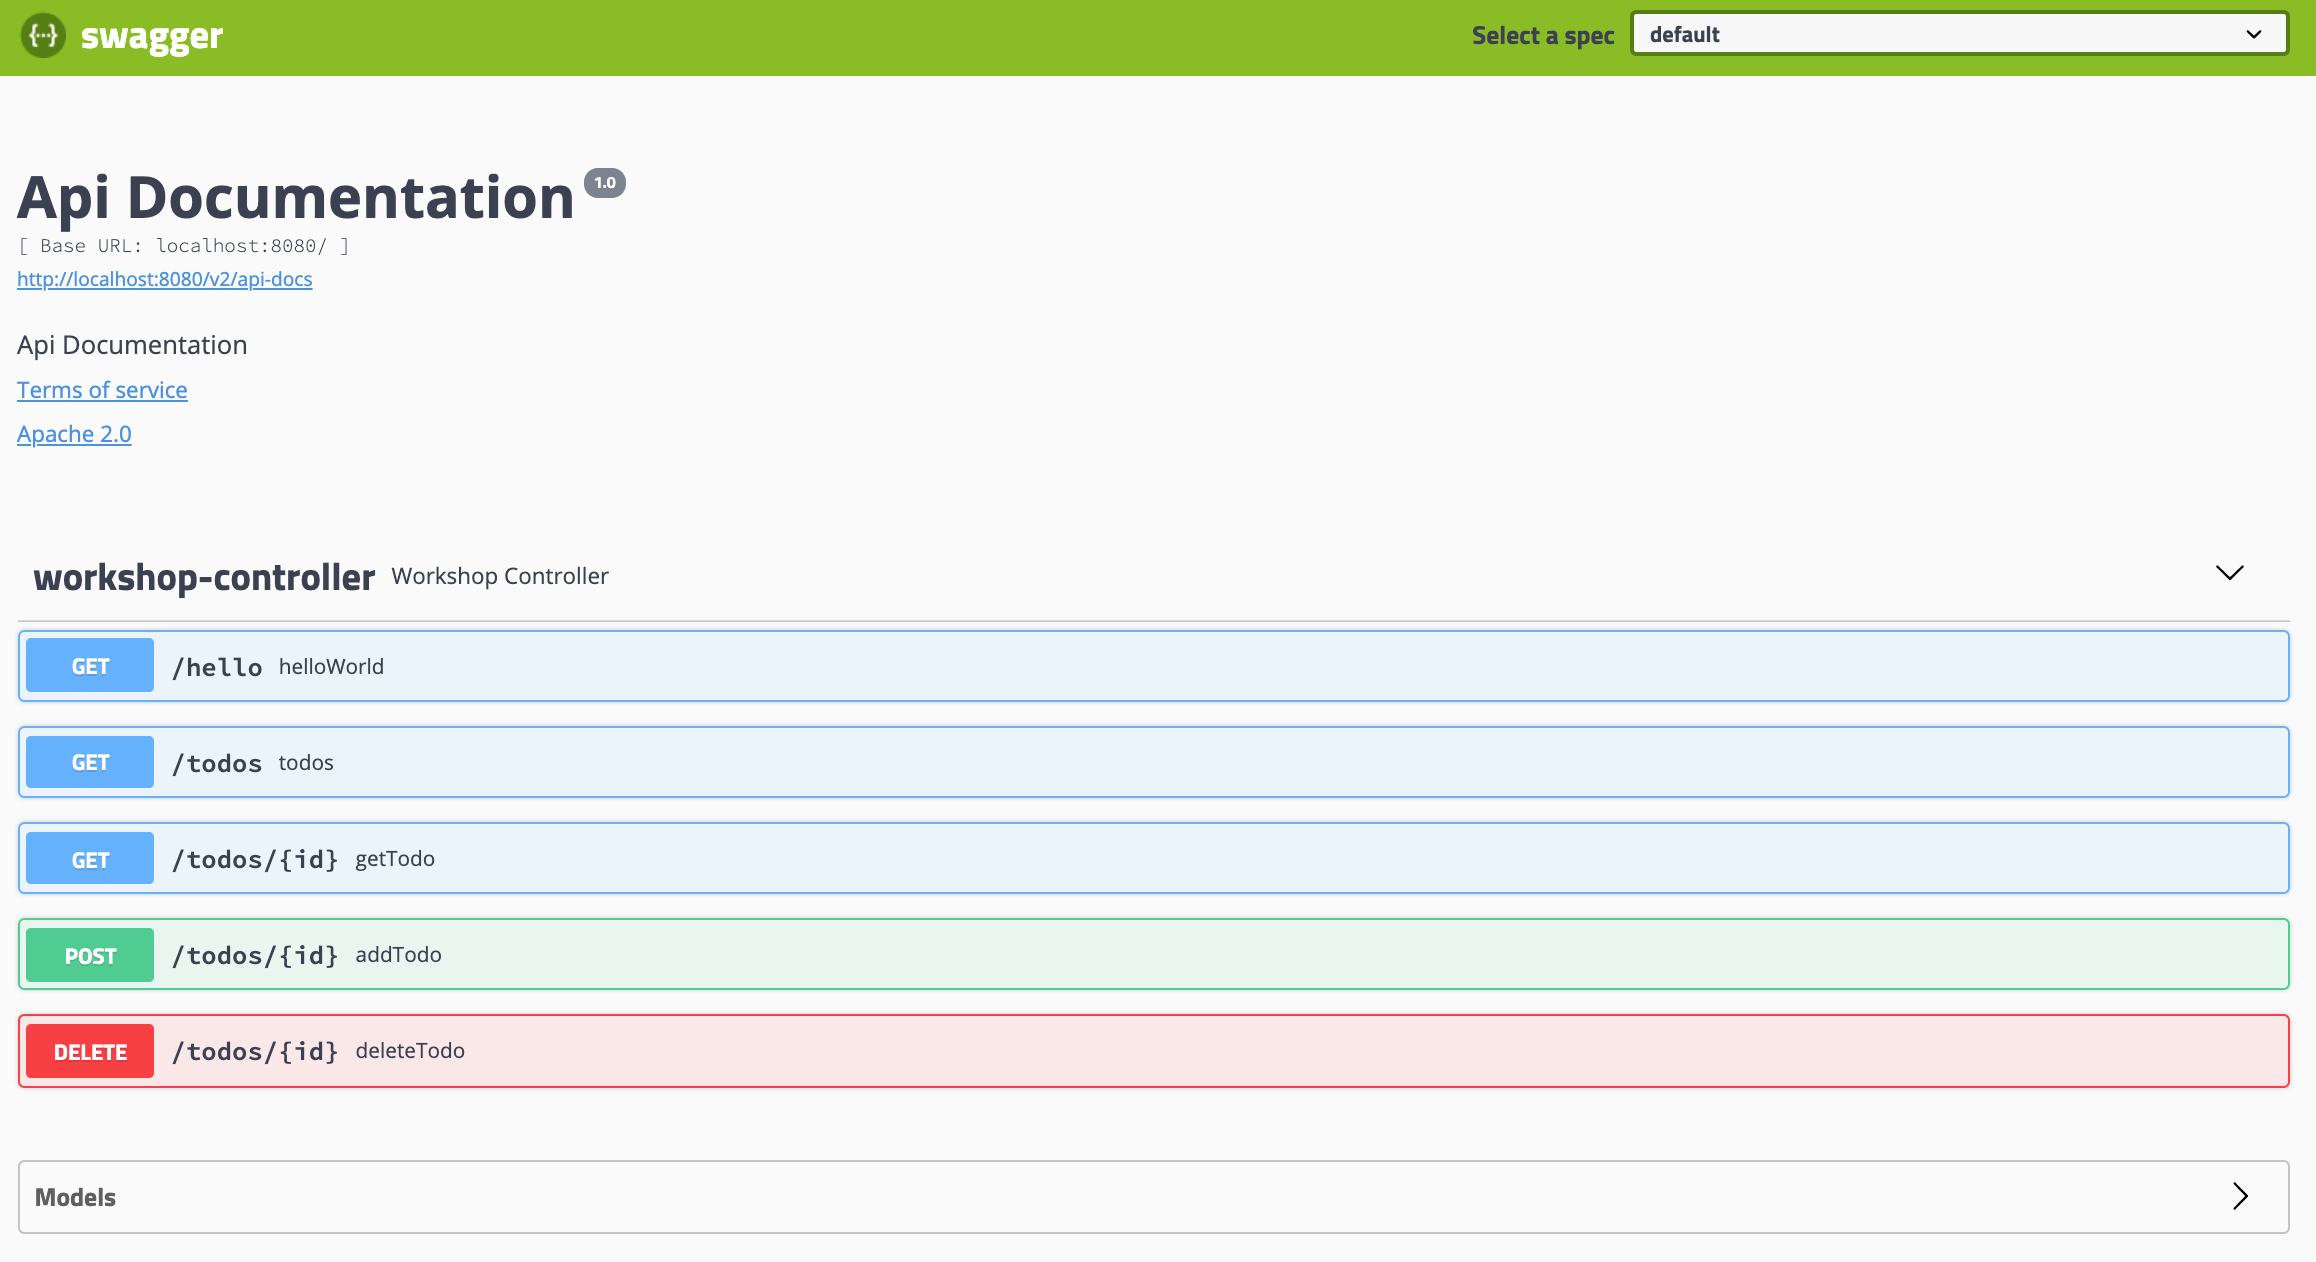 {···} swagger Select a spec default
Api Documentation 1.0
[ Base URL: localhost:8080/ ]
http://localhost:8080/v2/api-docs
Api Documentation
Terms of service
Apache 2.0
workshop-controller Workshop Controller
GET /hello helloWorld
GET /todos todos
GET /todos/{id} getTodo
POST /todos/{id} addTodo
DELETE /todos/{id} deleteTodo
Models